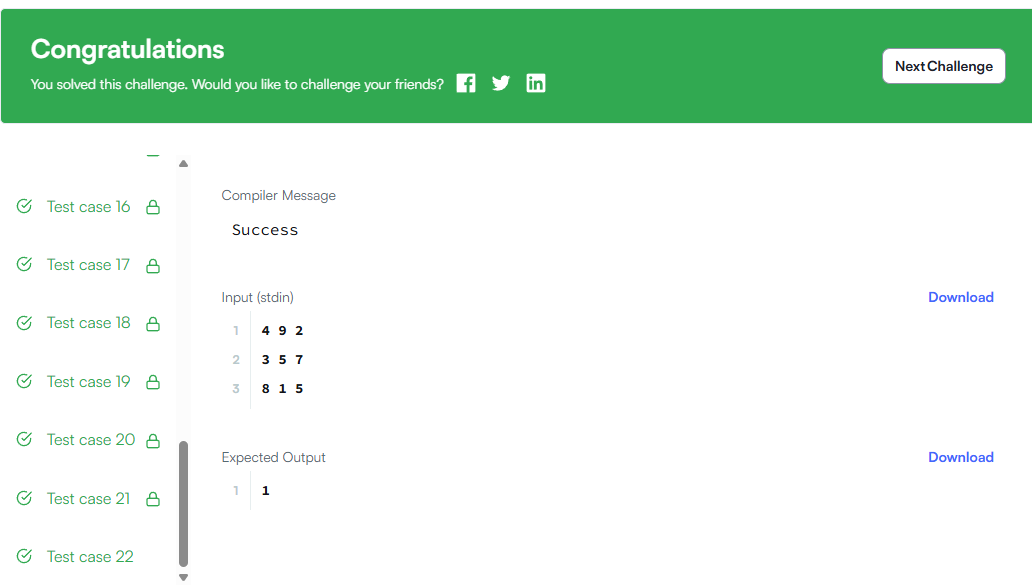 Congratulations
You solved this challenge. Would you like to challenge your friends?
Next Challenge
Test case 16
Test case 17
Test case 18
Test case 19
Test case 20
Test case 21
Test case 22
Compiler Message
Success
Input (stdin)
Download
1 4 9 2
2 3 5 7
3 8 1 5
Expected Output
Download
1 1